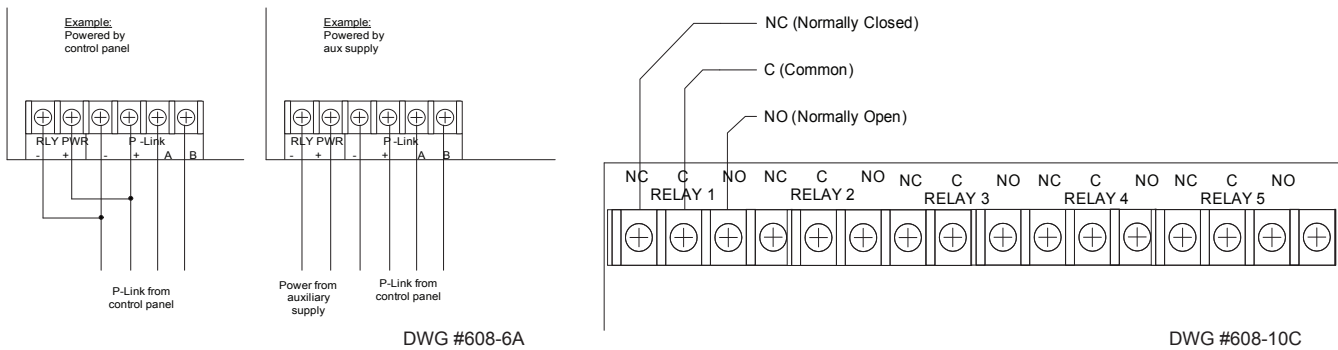 Example:
Powered by
control panel
RLY PWR P -Link
- + - + A B
P-Link from
control panel
Example:
Powered by
aux supply
RLY PWR P -Link
- + - + A B
Power from
auxiliary
supply
P-Link from
control panel
DWG #608-6A
NC (Normally Closed)
C (Common)
NO (Normally Open)
NC C NO NC C NO NC C NO NC C NO NC C NO
RELAY 1 RELAY 2 RELAY 3 RELAY 4 RELAY 5
DWG #608-10C